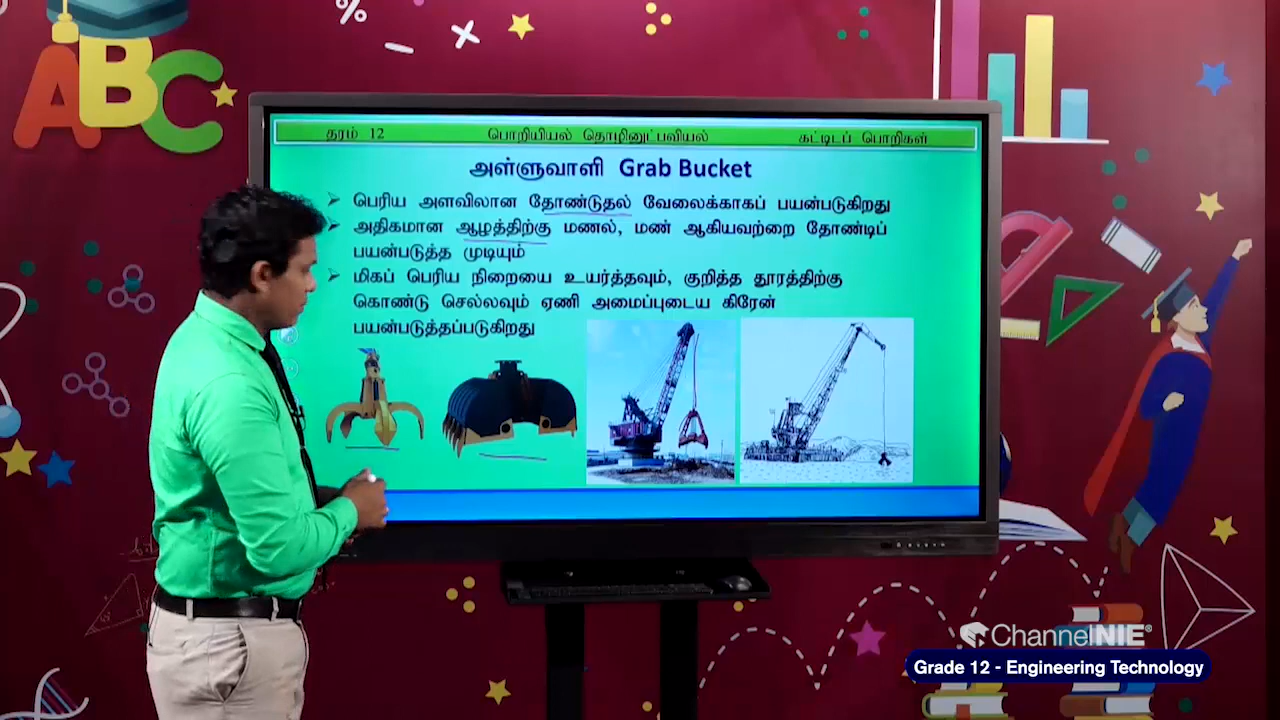 ABC
தரம் 12 பொறியியல் தொழினுட்பவியல் கட்டிடப் பொறிகள்
அள்ளுவாளி Grab Bucket
பெரிய அளவிலான தோண்டுதல் வேலைக்காகப் பயன்படுகிறது
அதிகமான ஆழத்திற்கு மணல், மண் ஆகியவற்றை தோண்டிப்
பயன்படுத்த முடியும்
மிகப் பெரிய நிறையை உயர்த்தவும், குறித்த தூரத்திற்கு
கொண்டு செல்லவும் ஏணி அமைப்புடைய கிரேன்
பயன்படுத்தப்படுகிறது
ChannelNIE®
Grade 12 - Engineering Technology